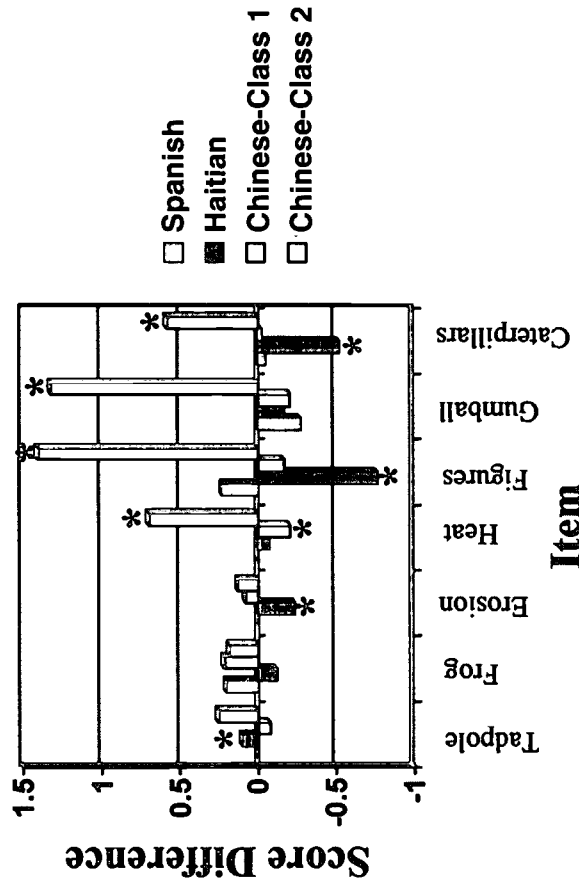 Score Difference
1.5
1
0.5
0
-0.5
-1
*
*
*
*
*
*
*
*
*
Tadpole
Frog
Erosion
Heat
Figures
Gumball
Caterpillars
Item
Spanish
Haitian
Chinese-Class 1
Chinese-Class 2